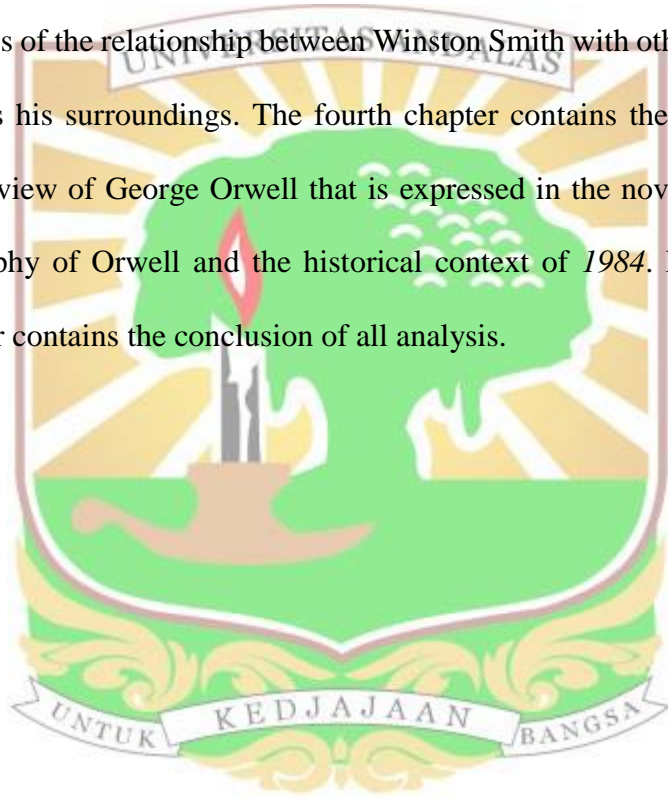 s of the relationship between Winston Smith with oth
UNIVERSITAS ANDALAS
s his surroundings. The fourth chapter contains the
view of George Orwell that is expressed in the nov
phy of Orwell and the historical context of 1984.
r contains the conclusion of all analysis.
UNTUK KEDJAJAAN BANGSA